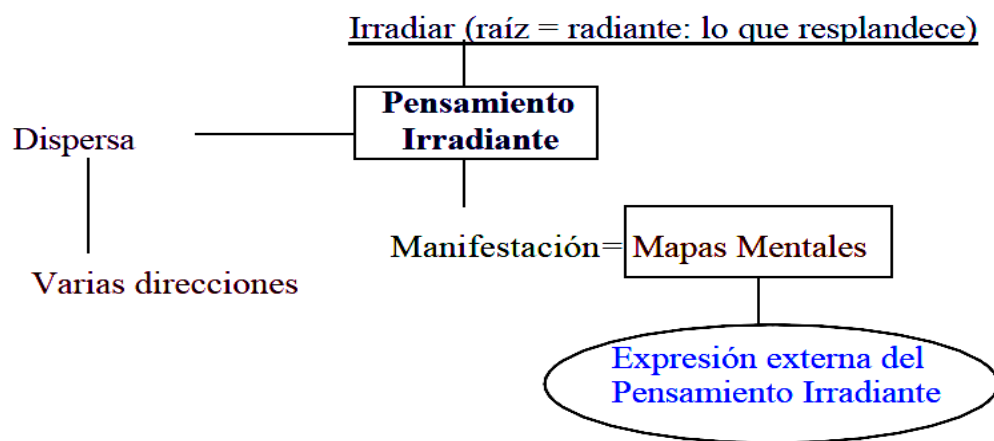 Irradiar (raíz = radiante: lo que resplandece)
Pensamiento
Irradiante
Dispersa
Manifestación= Mapas Mentales
Varias direcciones
Expresión externa del
Pensamiento Irradiante